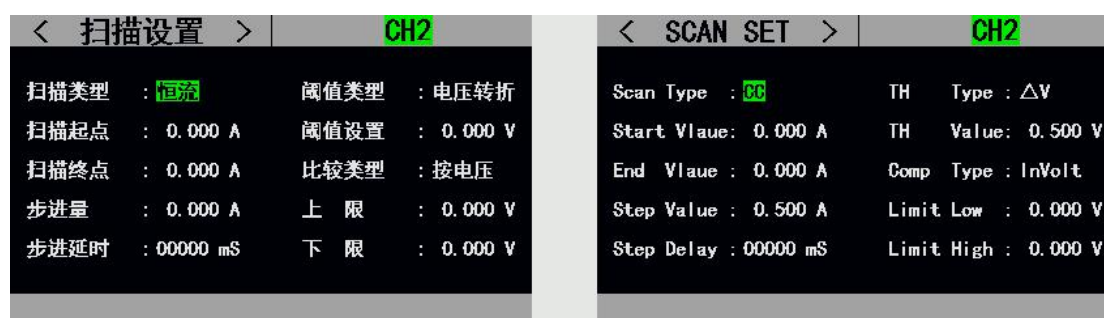 < 扫描设置 > CH2
扫描类型 : 恒流 阈值类型 : 电压转折
扫描起点 : 0.000 A 阈值设置 : 0.000 V
扫描终点 : 0.000 A 比较类型 : 按电压
步进量 : 0.000 A 上 限 : 0.000 V
步进延时 : 00000 mS 下 限 : 0.000 V
< SCAN SET > CH2
Scan Type : CC TH Type : △V
Start Vlaue: 0.000 A TH Value: 0.500 V
End Vlaue : 0.000 A Comp Type : InVolt
Step Value : 0.500 A Limit Low : 0.000 V
Step Delay : 00000 mS Limit High : 0.000 V